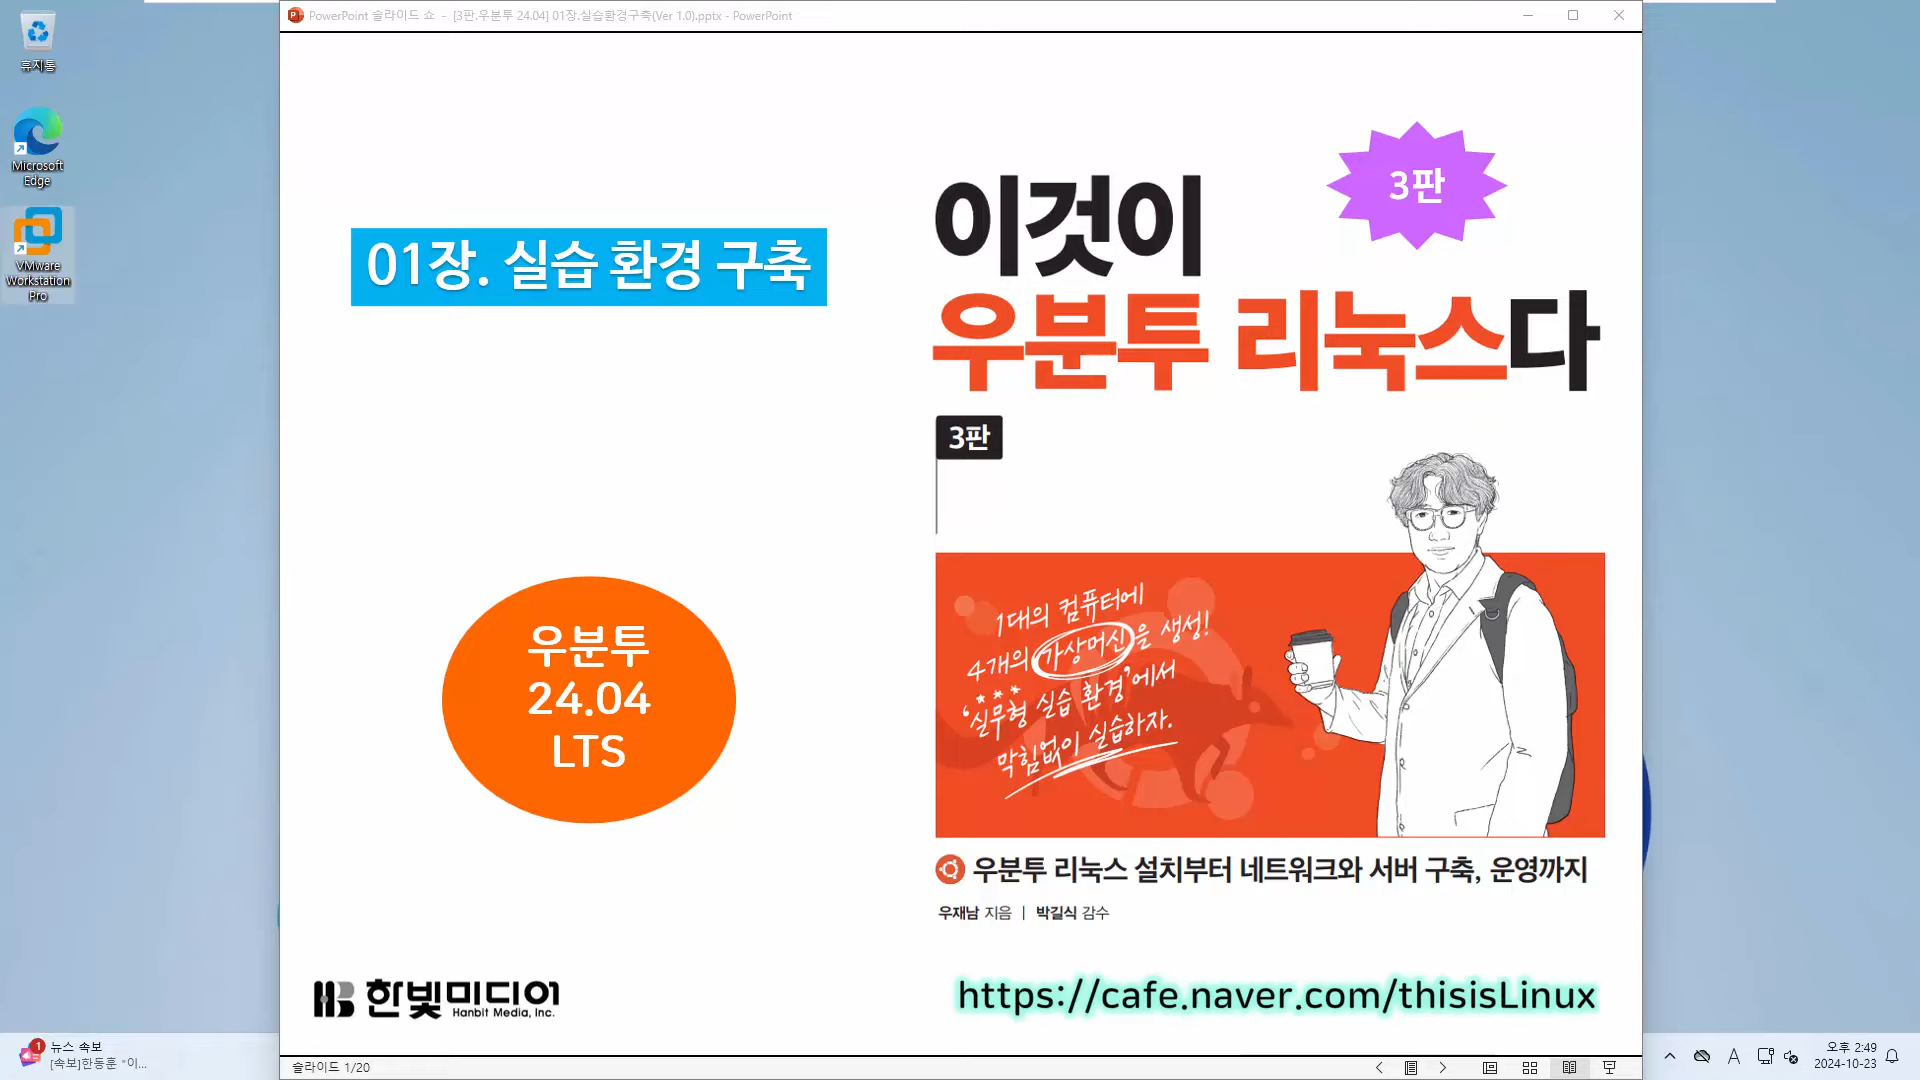 휴지통
Microsoft
Edge
VMware
Workstation
Pro
PowerPoint 슬라이드 쇼 - [3판.우분투 24.04] 01장.실습환경구축(Ver 1.0).pptx - PowerPoint
01장. 실습 환경 구축
우분투
24.04
LTS
한빛미디어
Hanbit Media, Inc.
3판
이것이
우분투 리눅스다
3판
1대의 컴퓨터에
4개의 가상머신을 생성!
‘실무형 실습 환경’에서
막힘없이 실습하자.
우분투 리눅스 설치부터 네트워크와 서버 구축, 운영까지
우재남 지음 | 박길식 감수
https://cafe.naver.com/thisisLinux
슬라이드 1/20
1
뉴스 속보
[속보]한동훈 "이...
A
오후 2:49
2024-10-23